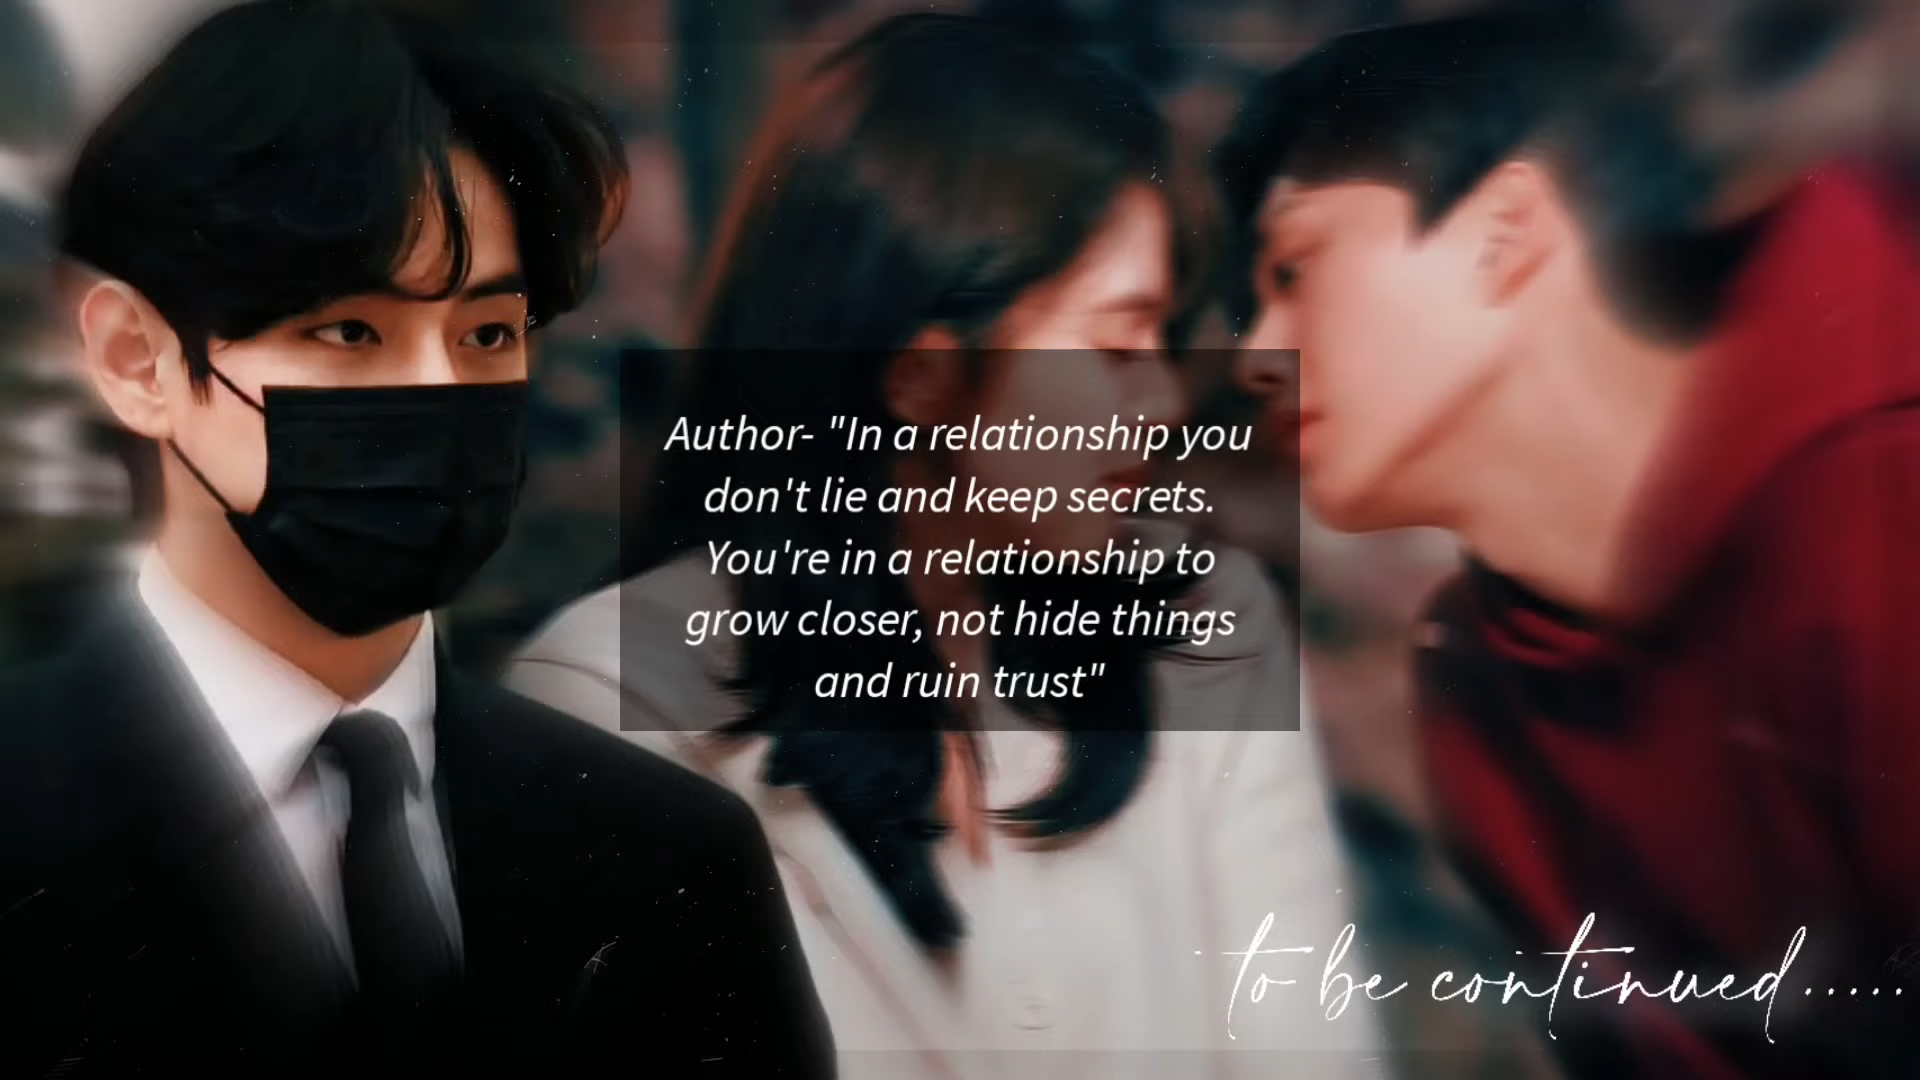 Author- "In a relationship you
don't lie and keep secrets.
You're in a relationship to
grow closer, not hide things
and ruin trust"
to be continued.....